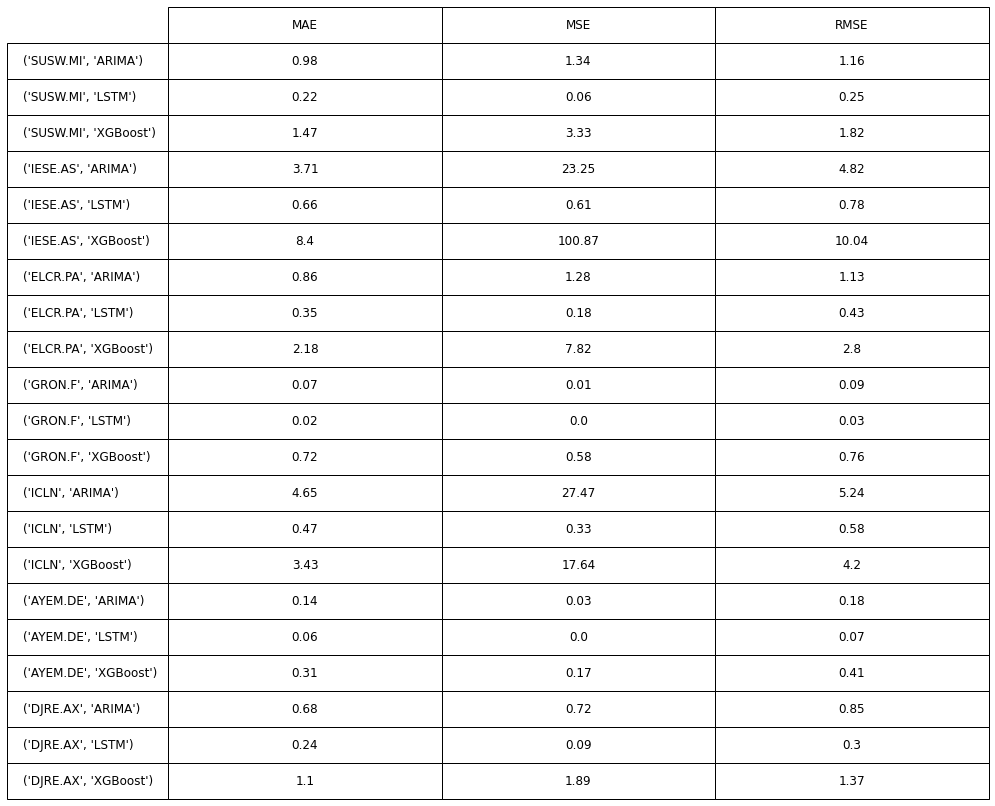 MAE MSE RMSE
('SUSW.MI', 'ARIMA') 0.98 1.34 1.16
('SUSW.MI', 'LSTM') 0.22 0.06 0.25
('SUSW.MI', 'XGBoost') 1.47 3.33 1.82
('IESE.AS', 'ARIMA') 3.71 23.25 4.82
('IESE.AS', 'LSTM') 0.66 0.61 0.78
('IESE.AS', 'XGBoost') 8.4 100.87 10.04
('ELCR.PA', 'ARIMA') 0.86 1.28 1.13
('ELCR.PA', 'LSTM') 0.35 0.18 0.43
('ELCR.PA', 'XGBoost') 2.18 7.82 2.8
('GRON.F', 'ARIMA') 0.07 0.01 0.09
('GRON.F', 'LSTM') 0.02 0.0 0.03
('GRON.F', 'XGBoost') 0.72 0.58 0.76
('ICLN', 'ARIMA') 4.65 27.47 5.24
('ICLN', 'LSTM') 0.47 0.33 0.58
('ICLN', 'XGBoost') 3.43 17.64 4.2
('AYEM.DE', 'ARIMA') 0.14 0.03 0.18
('AYEM.DE', 'LSTM') 0.06 0.0 0.07
('AYEM.DE', 'XGBoost') 0.31 0.17 0.41
('DJRE.AX', 'ARIMA') 0.68 0.72 0.85
('DJRE.AX', 'LSTM') 0.24 0.09 0.3
('DJRE.AX', 'XGBoost') 1.1 1.89 1.37